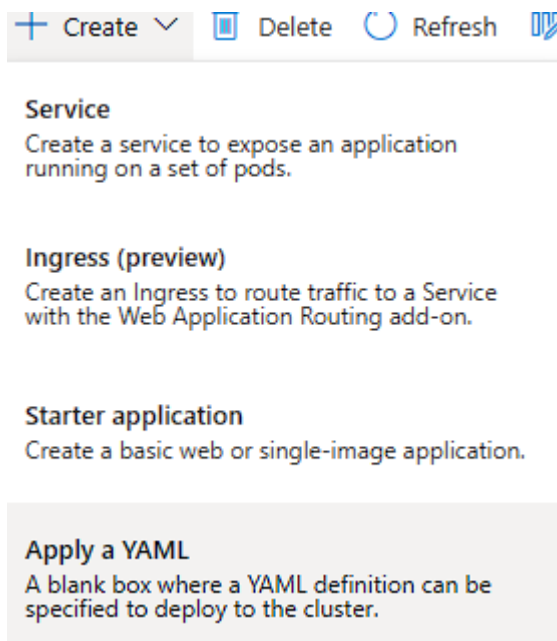 + Create Delete Refresh
Service
Create a service to expose an application
running on a set of pods.
Ingress (preview)
Create an Ingress to route traffic to a Service
with the Web Application Routing add-on.
Starter application
Create a basic web or single-image application.
Apply a YAML
A blank box where a YAML definition can be
specified to deploy to the cluster.